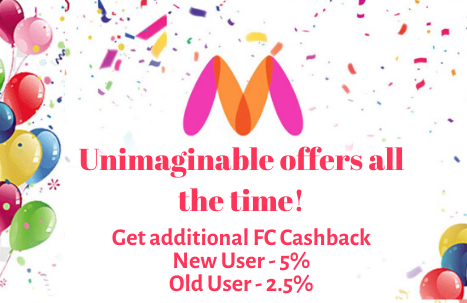 Unimaginable offers all
the time!
Get additional FC Cashback
New User - 5%
Old User - 2.5%